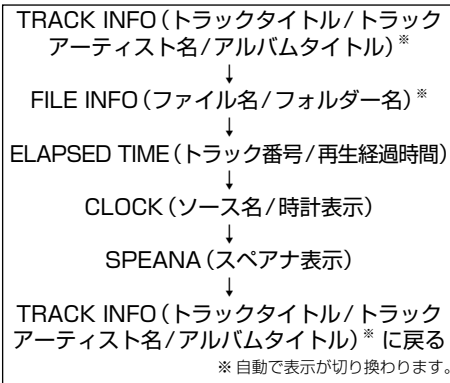 TRACK INFO(トラックタイトル/トラック
アーティスト名/アルバムタイトル)※
↓
FILE INFO(ファイル名/フォルダー名)※
↓
ELAPSED TIME(トラック番号/再生経過時間)
↓
CLOCK(ソース名/時計表示)
↓
SPEANA(スペアナ表示)
↓
TRACK INFO(トラックタイトル/トラック
アーティスト名/アルバムタイトル)※ に戻る
※ 自動で表示が切り換わります。